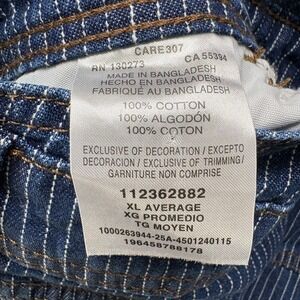 CARE307
RN 130273 CA 55394
MADE IN BANGLADESH
HECHO EN BANGLADESH
FABRIQUÉ AU BANGLADESH
100% COTTON
100% ALGODÓN
100% COTON
EXCLUSIVE OF DECORATION / EXCEPTO
DECORACION / EXCLUSIVE OF TRIMMING/
GARNITURE NON COMPRISE
112362882
XL AVERAGE
XG PROMEDIO
TG MOYEN
1000263944-25A-4501240115
196458788178